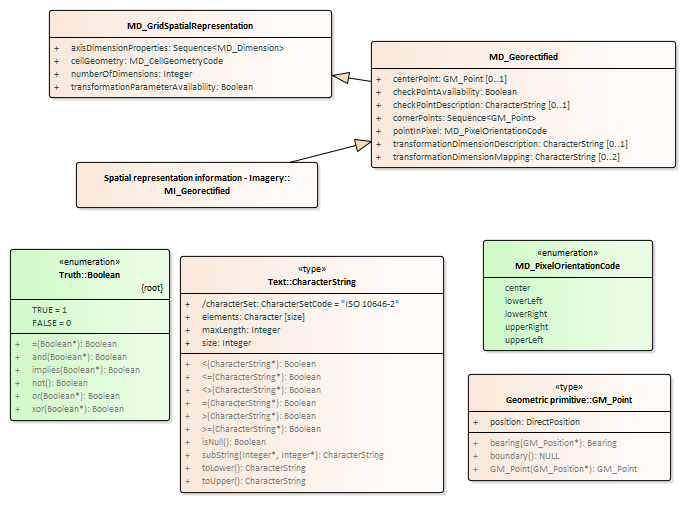 MD_GridSpatialRepresentation
+ axisDimensionProperties: Sequence<MD_Dimension>
+ cellGeometry: MD_CellGeometryCode
+ numberOfDimensions: Integer
+ transformationParameterAvailability: Boolean
MD_Georectified
+ centerPoint: GM_Point [0..1]
+ checkPointAvailability: Boolean
+ checkPointDescription: CharacterString [0..1]
+ cornerPoints: Sequence<GM_Point>
+ pointInPixel: MD_PixelOrientationCode
+ transformationDimensionDescription: CharacterString [0..1]
+ transformationDimensionMapping: CharacterString [0..2]
Spatial representation information - Imagery::
MI_Georectified
«enumeration»
Truth::Boolean
{root}
TRUE = 1
FALSE = 0
+ =(Boolean*): Boolean
+ and(Boolean*): Boolean
+ implies(Boolean*): Boolean
+ not(): Boolean
+ or(Boolean*): Boolean
+ xor(Boolean*): Boolean
«type»
Text::CharacterString
+ /characterSet: CharacterSetCode = "ISO 10646-2"
+ elements: Character [size]
+ maxLength: Integer
+ size: Integer
+ <(CharacterString*): Boolean
+ <=(CharacterString*): Boolean
+ <>(CharacterString*): Boolean
+ =(CharacterString*): Boolean
+ >(CharacterString*): Boolean
+ >=(CharacterString*): Boolean
+ isNull(): Boolean
+ subString(Integer*, Integer*): CharacterString
+ toLower(): CharacterString
+ toUpper(): CharacterString
«enumeration»
MD_PixelOrientationCode
center
lowerLeft
lowerRight
upperRight
upperLeft
«type»
Geometric primitive::GM_Point
+ position: DirectPosition
+ bearing(GM_Position*): Bearing
+ boundary(): NULL
+ GM_Point(GM_Position*): GM_Point